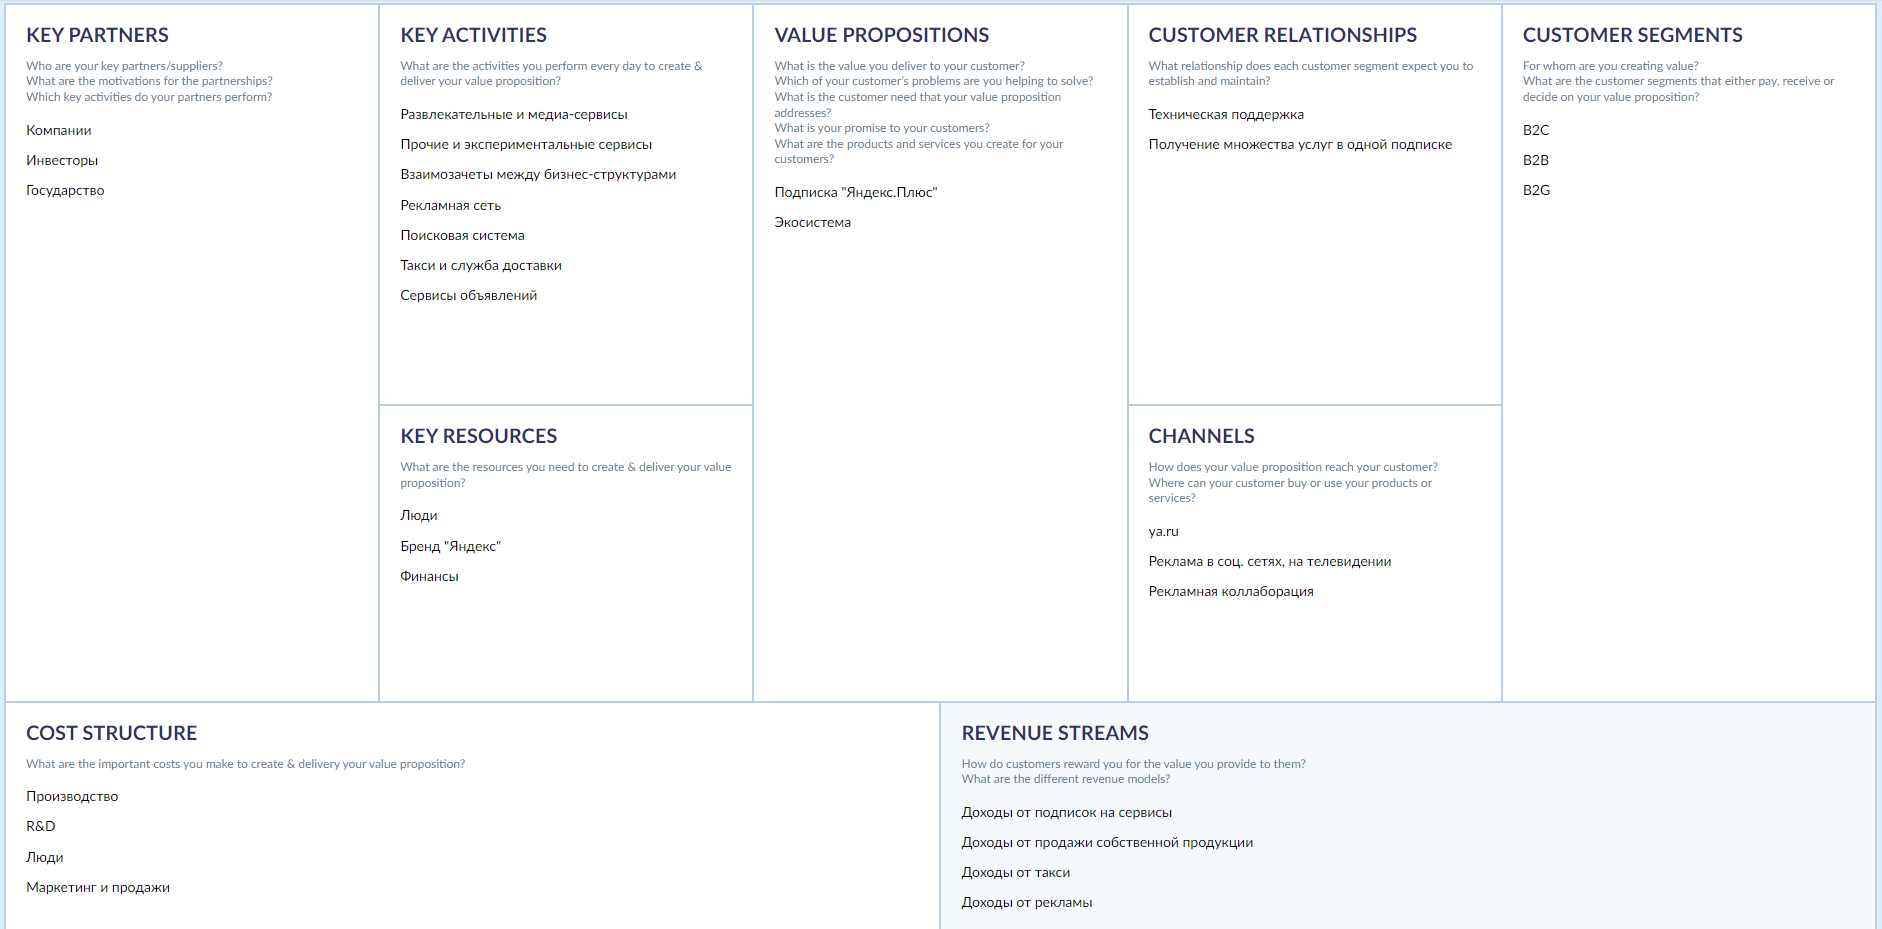 KEY PARTNERS
Who are your key partners/suppliers?
What are the motivations for the partnerships?
Which key activities do your partners perform?
Компании
Инвесторы
Государство
KEY ACTIVITIES
What are the activities you perform every day to create &
deliver your value proposition?
Развлекательные и медиа-сервисы
Прочие и экспериментальные сервисы
Взаимозачеты между бизнес-структурами
Рекламная сеть
Поисковая система
Такси и служба доставки
Сервисы объявлений
KEY RESOURCES
What are the resources you need to create & deliver your value
proposition?
Люди
Бренд "Яндекс"
Финансы
VALUE PROPOSITIONS
What is the value you deliver to your customer?
Which of your customer's problems are you helping to solve?
What is the customer need that your value proposition
addresses?
What is your promise to your customers?
What are the products and services you create for your
customers?
Подписка "Яндекс.Плюс"
Экосистема
CUSTOMER RELATIONSHIPS
What relationship does each customer segment expect you to
establish and maintain?
Техническая поддержка
Получение множества услуг в одной подписке
CHANNELS
How does your value proposition reach your customer?
Where can your customer buy or use your products or
services?
ya.ru
Реклама в соц. сетях, на телевидении
Рекламная коллаборация
CUSTOMER SEGMENTS
For whom are you creating value?
What are the customer segments that either pay, receive or
decide on your value proposition?
B2C
B2B
B2G
COST STRUCTURE
What are the important costs you make to create & delivery your value proposition?
Производство
R&D
Люди
Маркетинг и продажи
REVENUE STREAMS
How do customers reward you for the value you provide to them?
What are the different revenue models?
Доходы от подписок на сервисы
Доходы от продажи собственной продукции
Доходы от такси
Доходы от рекламы